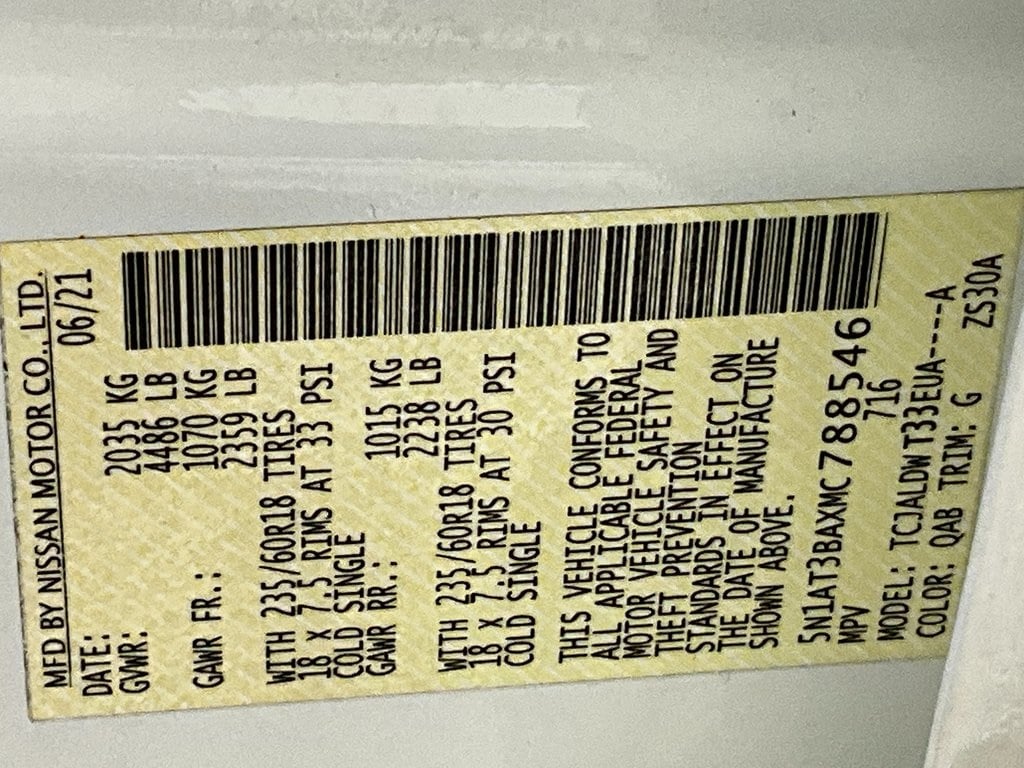 MFD BY NISSAN MOTOR CO., LTD.
DATE: 06/21
GVWR: 2035 KG
4486 LB
GAWR FR.: 1070 KG
2359 LB
WITH 235/60R18 TIRES
18 X 7.5 RIMS AT 33 PSI
COLD SINGLE
GAWR RR.: 1015 KG
2238 LB
WITH 235/60R18 TIRES
18 X 7.5 RIMS AT 30 PSI
COLD SINGLE
THIS VEHICLE CONFORMS TO
ALL APPLICABLE FEDERAL
MOTOR VEHICLE SAFETY AND
THEFT PREVENTION
STANDARDS IN EFFECT ON
THE DATE OF MANUFACTURE
SHOWN ABOVE.
5N1AT3BAXMC788546
MPV 716
MODEL: TCJALDW T33EUA-----A
COLOR: QAB TRIM: G ZS30A